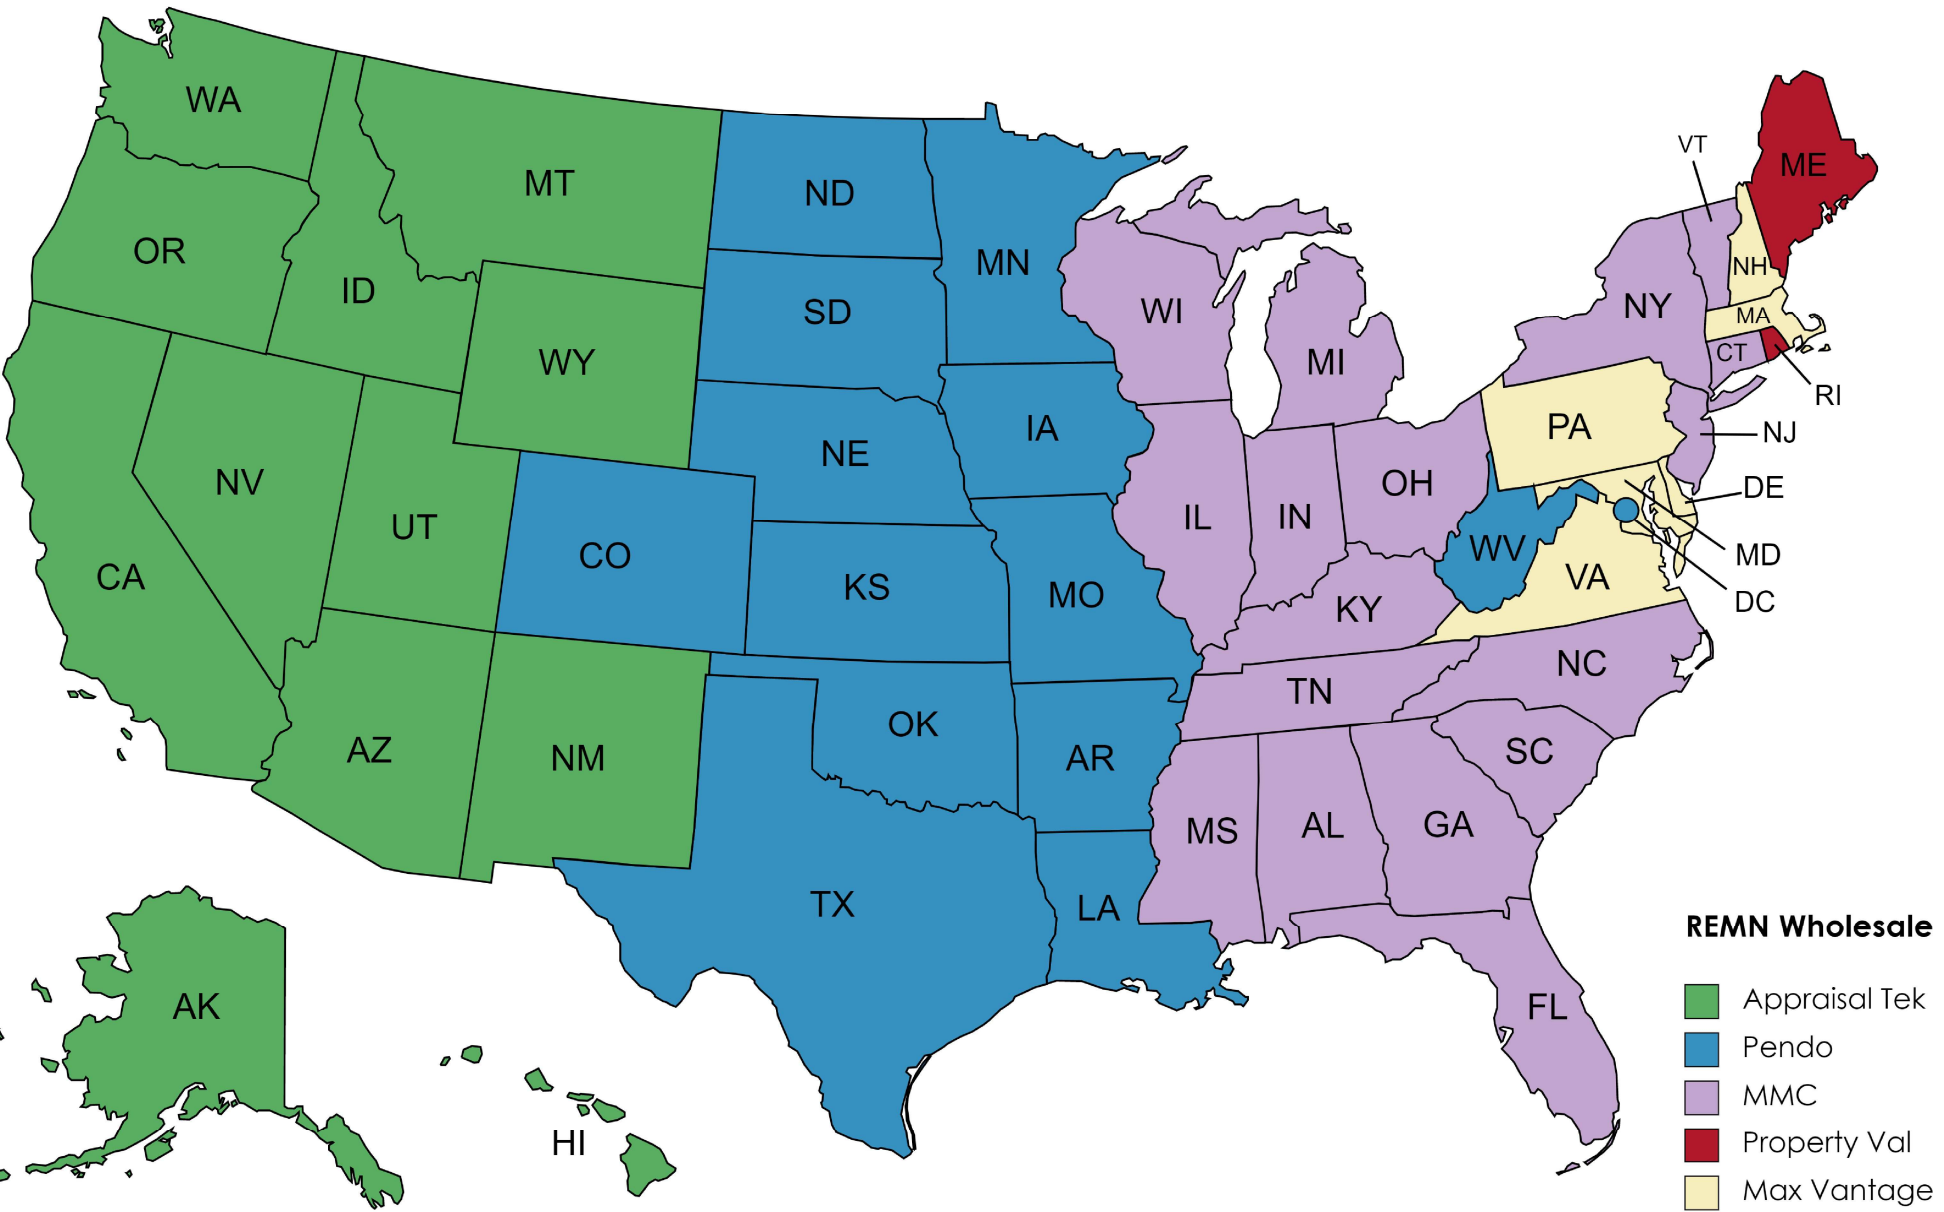 WA
VT
ME
MT
ND
OR
MN
NH
ID
SD
WI
NY
MA
WY
MI
CT
RI
IA
PA
NJ
NE
NV
OH
DE
UT
IL
IN
CO
WV
MD
CA
KS
MO
VA
DC
KY
NC
TN
OK
AZ
NM
AR
SC
MS
AL
GA
TX
LA
AK
FL
HI
REMN Wholesale
Appraisal Tek
Pendo
MMC
Property Val
Max Vantage